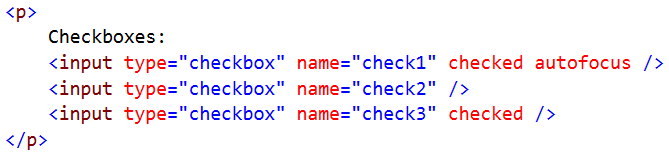 <p>
Checkboxes:
<input type="checkbox" name="check1" checked autofocus />
<input type="checkbox" name="check2" />
<input type="checkbox" name="check3" checked />
</p>